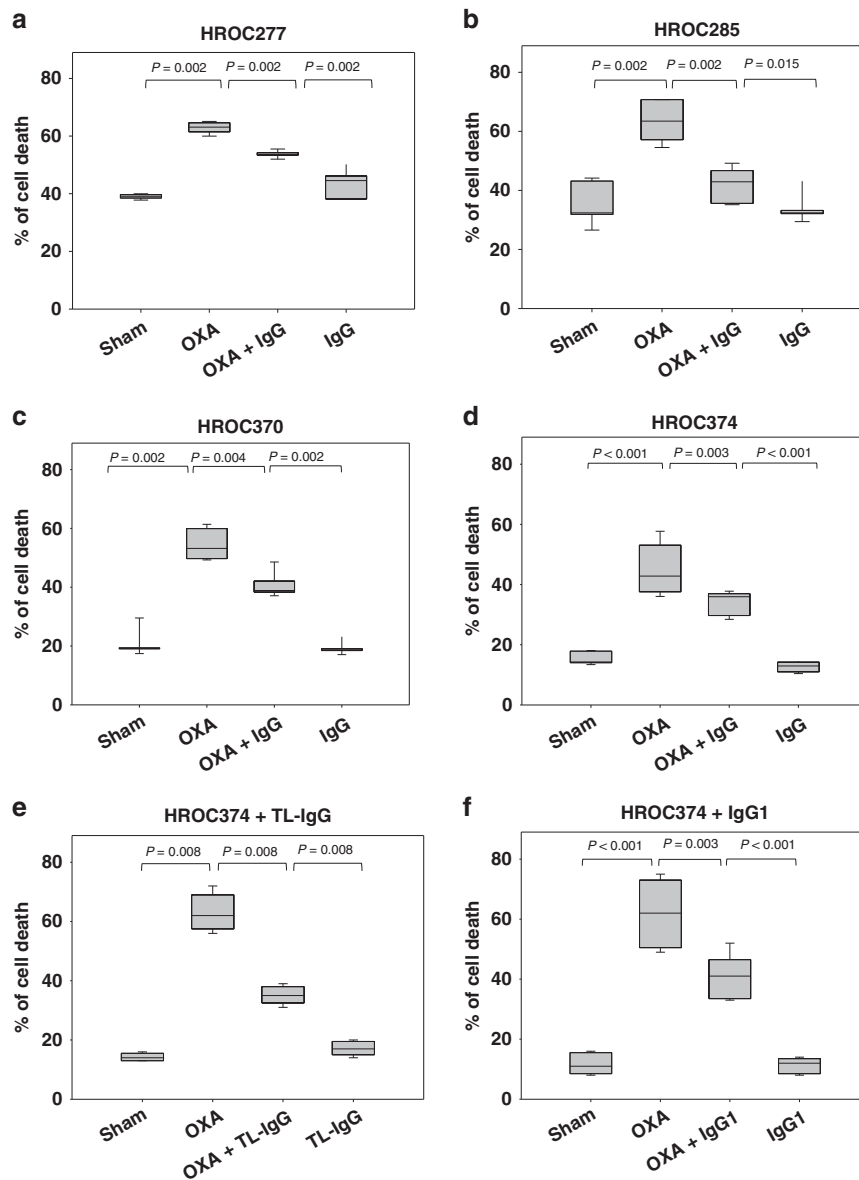 a
HROC277
P = 0.002 P = 0.002 P = 0.002
% of cell death
80
60
40
20
0
Sham OXA OXA + IgG IgG
b
HROC285
P = 0.002 P = 0.002 P = 0.015
% of cell death
80
60
40
20
0
Sham OXA OXA + IgG IgG
c
HROC370
P = 0.002 P = 0.004 P = 0.002
% of cell death
80
60
40
20
0
Sham OXA OXA + IgG IgG
d
HROC374
P < 0.001 P = 0.003 P < 0.001
% of cell death
80
60
40
20
0
Sham OXA OXA + IgG IgG
e
HROC374 + TL-IgG
P = 0.008 P = 0.008 P = 0.008
% of cell death
80
60
40
20
0
Sham OXA OXA + TL-IgG TL-IgG
f
HROC374 + IgG1
P < 0.001 P = 0.003 P < 0.001
% of cell death
80
60
40
20
0
Sham OXA OXA + IgG1 IgG1